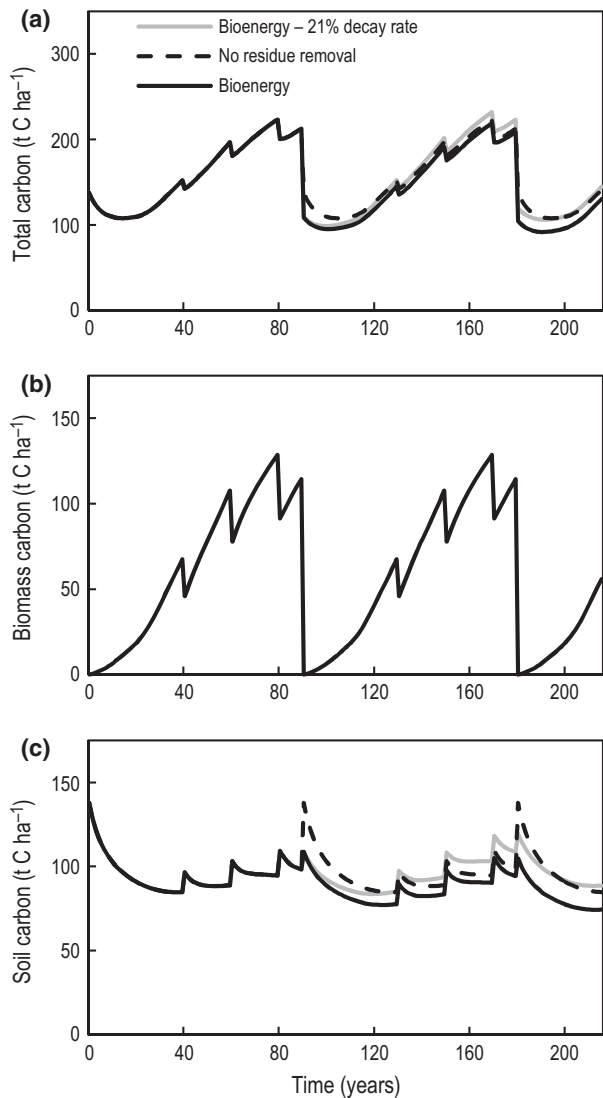 (a)
Bioenergy – 21% decay rate
No residue removal
Bioenergy
Total carbon (t C ha⁻¹)
300
200
100
0
0 40 80 120 160 200
(b)
Biomass carbon (t C ha⁻¹)
150
100
50
0
0 40 80 120 160 200
(c)
Soil carbon (t C ha⁻¹)
150
100
50
0
0 40 80 120 160 200
Time (years)